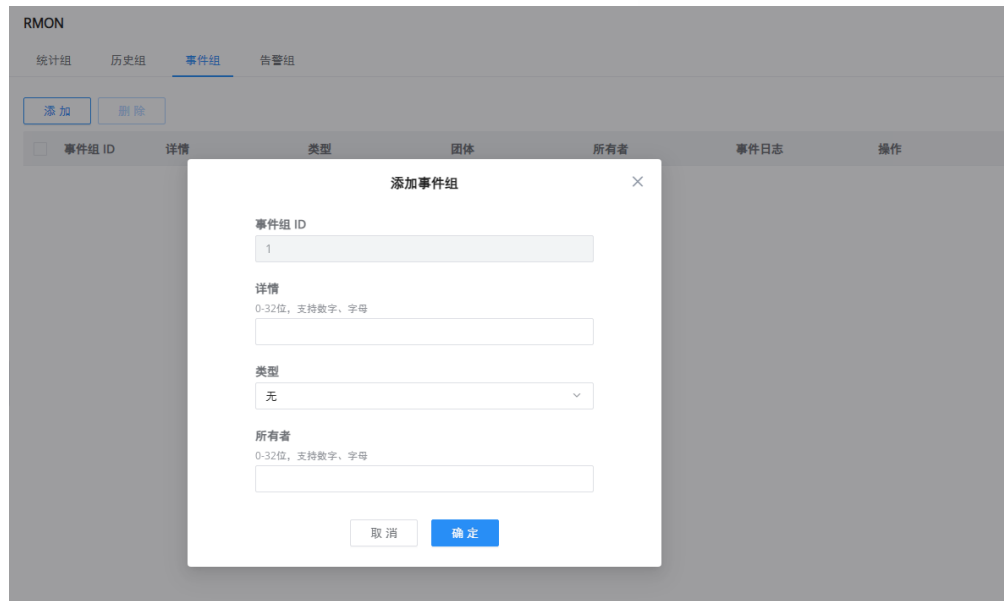 RMON
统计组 历史组 事件组 告警组
添 加 删 除
事件组 ID 详情 类型 团体 所有者 事件日志 操作
添加事件组
事件组 ID
1
详情
0-32位，支持数字、字母
类型
无
所有者
0-32位，支持数字、字母
取 消 确 定